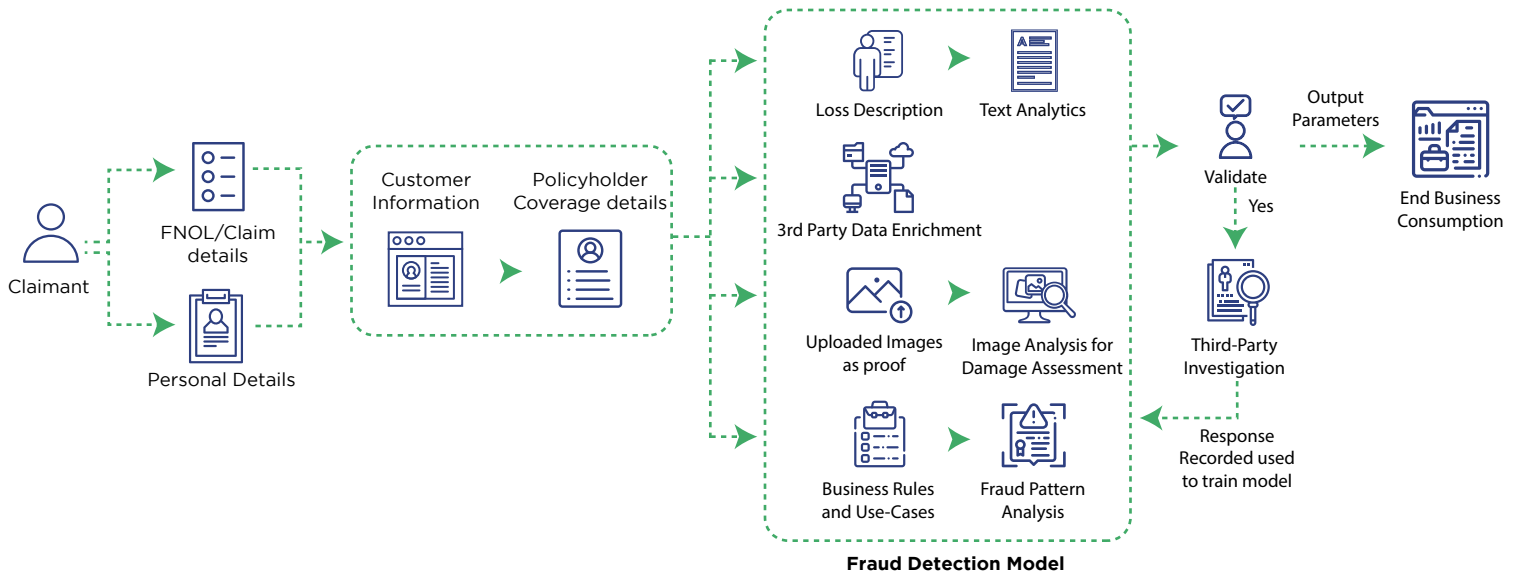 Claimant
FNOL/Claim
details
Personal Details
Customer
Information
Policyholder
Coverage details
Loss Description
Text Analytics
3rd Party Data Enrichment
Uploaded Images
as proof
Image Analysis for
Damage Assessment
Business Rules
and Use-Cases
Fraud Pattern
Analysis
Fraud Detection Model
Validate
Yes
Output
Parameters
End Business
Consumption
Third-Party
Investigation
Response
Recorded used
to train model
A